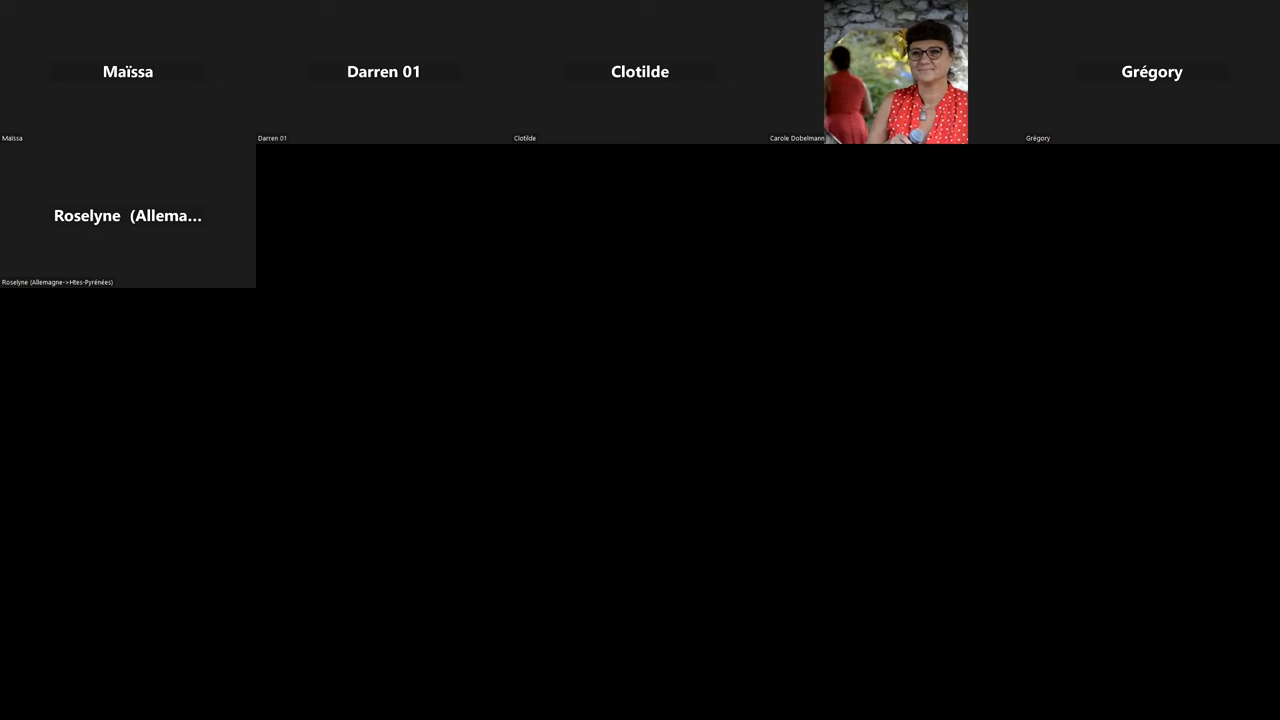 Maïssa
Darren 01
Clotilde
Grégory
Maïssa
Darren 01
Clotilde
Carole Dobelmann
Grégory
Roselyne (Allema...
Roselyne (Allemagne->Htes-Pyrénées)